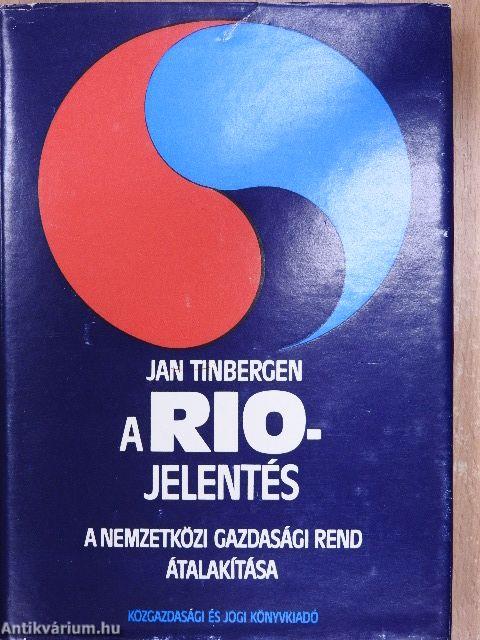 JAN TINBERGEN
A RIO-
JELENTÉS
A NEMZETKÖZI GAZDASÁGI REND
ÁTALAKÍTÁSA
KÖZGAZDASÁGI ÉS JOGI KÖNYVKIADÓ
Antikvárium.hu